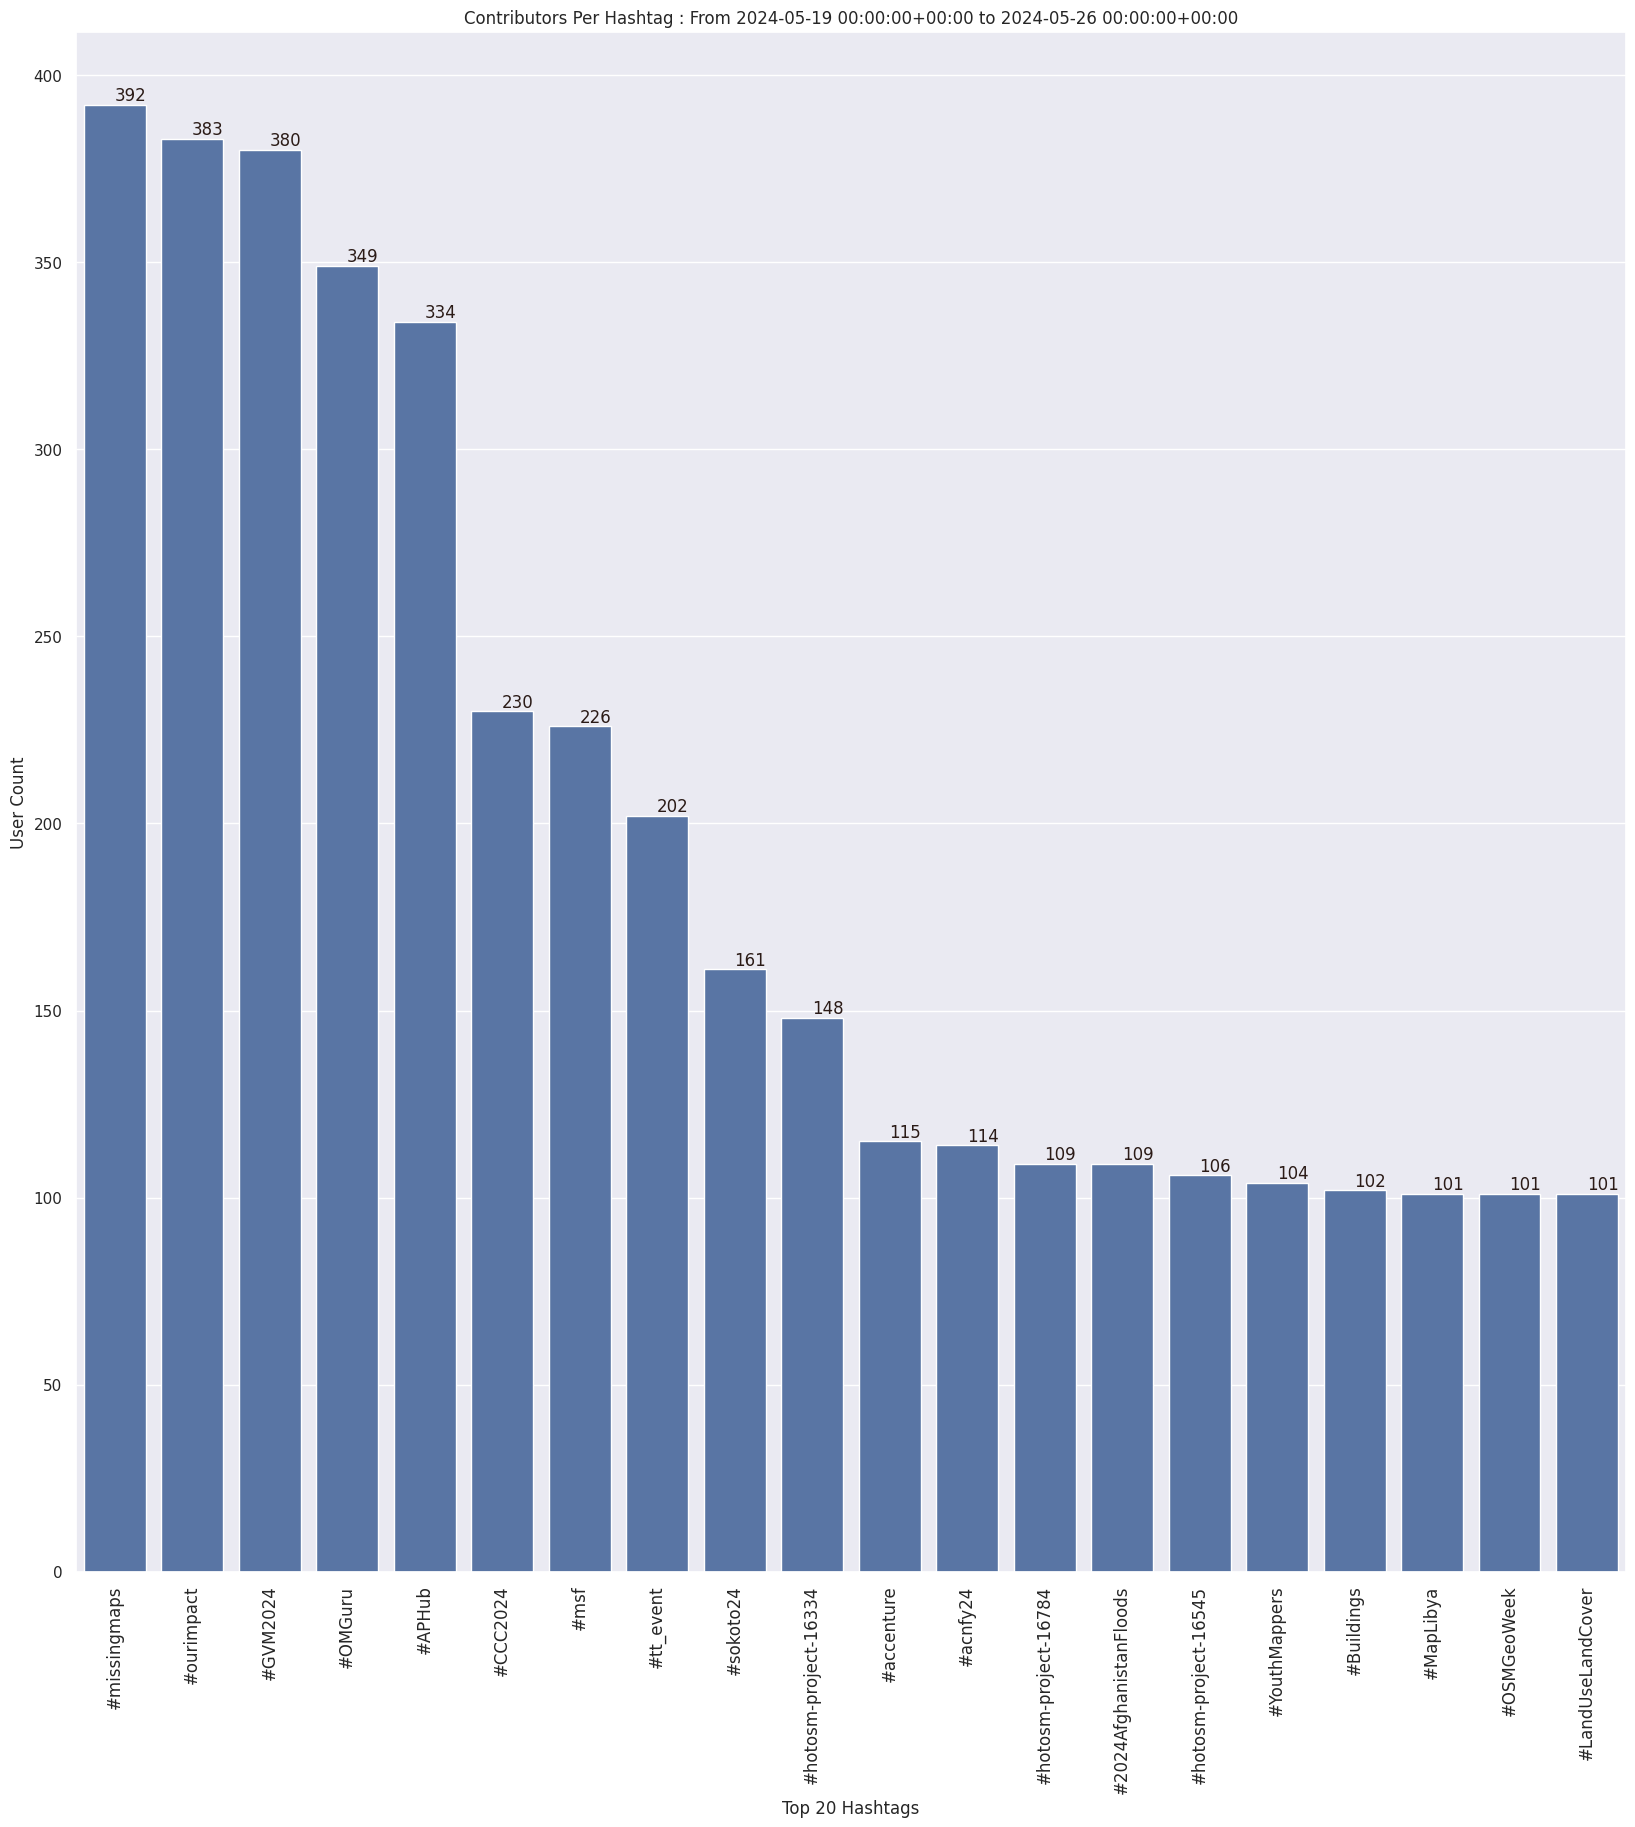 Contributors Per Hashtag : From 2024-05-19 00:00:00+00:00 to 2024-05-26 00:00:00+00:00
User Count
400
350
300
250
200
150
100
50
0
392
383
380
349
334
230
226
202
161
148
115
114
109
109
106
104
102
101
101
101
#missingmaps
#ourimpact
#GVM2024
#OMGuru
#APHub
#CCC2024
#msf
#tt_event
#sokoto24
#hotosm-project-16334
#accenture
#acnfy24
#hotosm-project-16784
#2024AfghanistanFloods
#hotosm-project-16545
#YouthMappers
#Buildings
#MapLibya
#OSMGeoWeek
#LandUseLandCover
Top 20 Hashtags